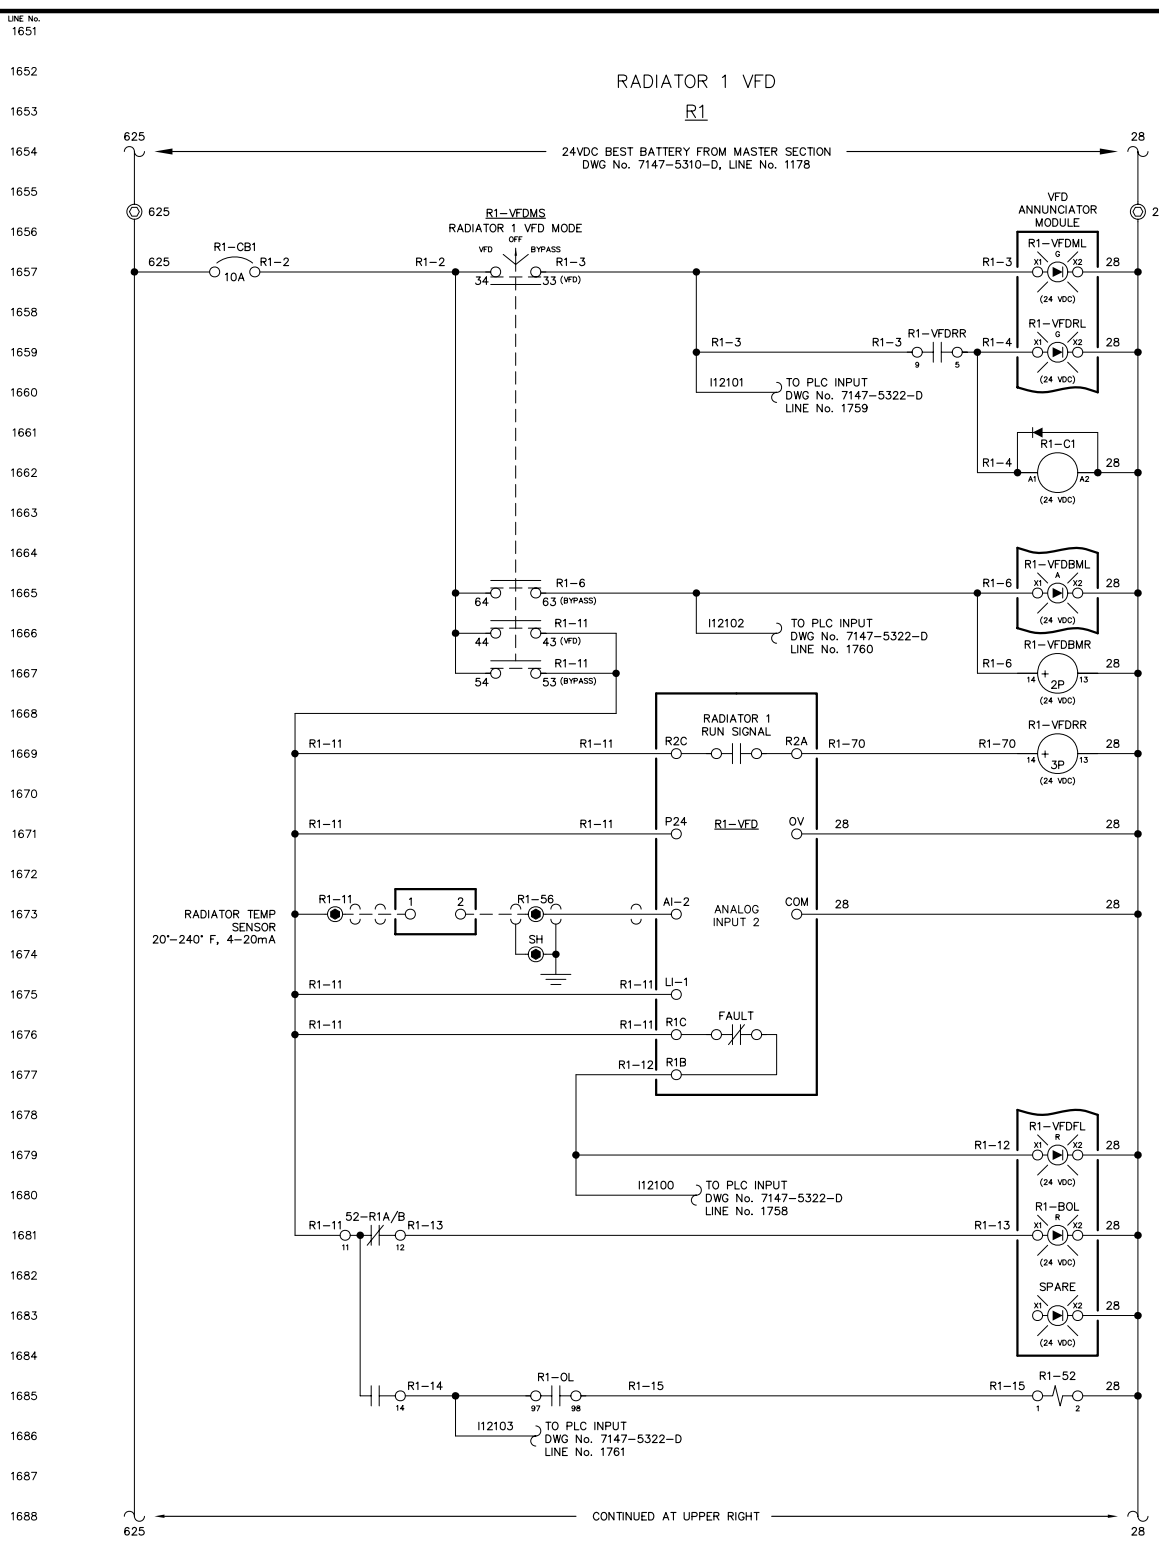 LINE No.
1651
1652
RADIATOR 1 VFD
1653
R1
625
28
1654
24VDC BEST BATTERY FROM MASTER SECTION
DWG No. 7147-5310-D, LINE No. 1178
1655
625
R1-VFDMS
RADIATOR 1 VFD MODE
OFF
VFD
BYPASS
VFD
ANNUNCIATOR
MODULE
2
1656
R1-CB1
R1-VFDML
G
1657
625
10A
R1-2
R1-2
34
33 (VFD)
R1-3
R1-3
X1
X2
28
(24 VDC)
1658
R1-VFDRR
R1-VFDRL
G
1659
R1-3
R1-3
9
5
R1-4
X1
X2
28
(24 VDC)
1660
I12101
TO PLC INPUT
DWG No. 7147-5322-D
LINE No. 1759
1661
R1-C1
1662
R1-4
A1
A2
28
(24 VDC)
1663
1664
R1-VFDBML
A
1665
64
63 (BYPASS)
R1-6
R1-6
X1
X2
28
(24 VDC)
1666
44
43 (VFD)
R1-11
I12102
TO PLC INPUT
DWG No. 7147-5322-D
LINE No. 1760
R1-VFDBMR
1667
54
53 (BYPASS)
R1-11
R1-6
14
+
2P
13
28
(24 VDC)
1668
RADIATOR 1
RUN SIGNAL
R1-VFDRR
1669
R1-11
R1-11
R2C
R2A
R1-70
R1-70
14
+
3P
13
28
(24 VDC)
1670
1671
R1-11
R1-11
P24
R1-VFD
OV
28
28
1672
1673
RADIATOR TEMP
SENSOR
20°-240° F, 4-20mA
R1-11
1
2
R1-56
AI-2
ANALOG
INPUT 2
COM
28
28
1674
SH
1675
R1-11
R1-11
LI-1
1676
R1-11
R1-11
R1C
FAULT
1677
R1-12
R1B
1678
R1-VFDFL
R
1679
R1-12
X1
X2
28
(24 VDC)
1680
I12100
TO PLC INPUT
DWG No. 7147-5322-D
LINE No. 1758
52-R1A/B
R1-BOL
R
1681
R1-11
11
12
R1-13
R1-13
X1
X2
28
(24 VDC)
1682
SPARE
1683
X1
X2
28
(24 VDC)
1684
R1-OL
R1-52
1685
R1-14
14
97
98
R1-15
R1-15
1
2
28
1686
I12103
TO PLC INPUT
DWG No. 7147-5322-D
LINE No. 1761
1687
1688
CONTINUED AT UPPER RIGHT
625
28